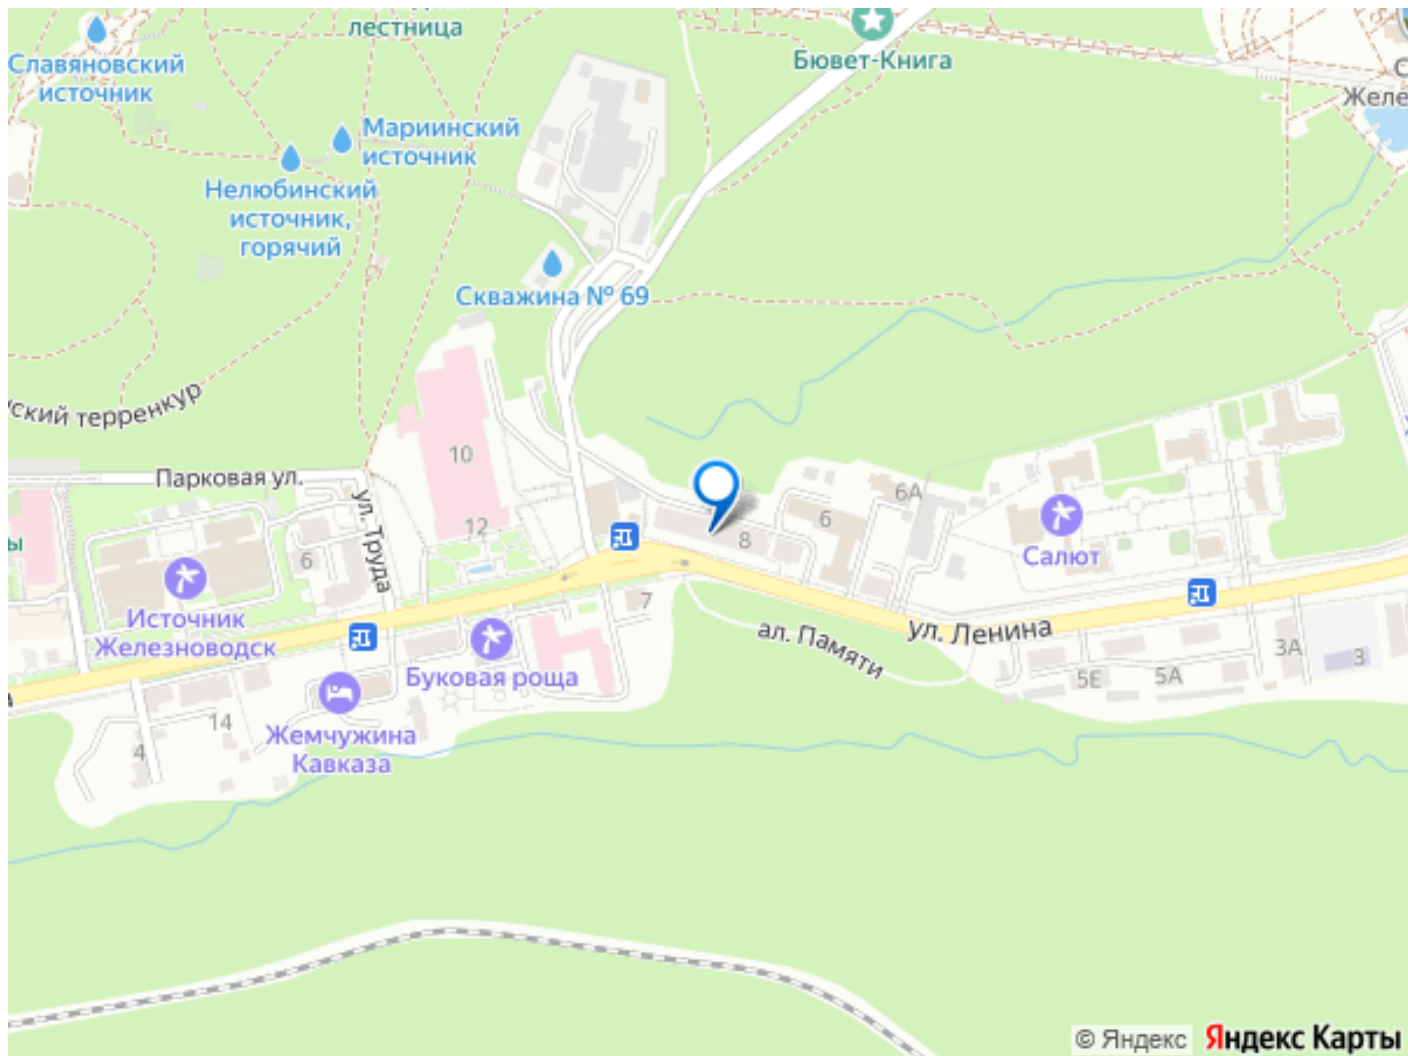 лестница
Славяновский
источник
Бювет-Книга
Желе
Мариинский
источник
Нелюбинский
источник,
горячий
Скважина № 69
ский терренкур
10
Парковая ул.
ул. Труда
12
6А
6
8
Салют
6
7
Источник
Железноводск
ал. Памяти
ул. Ленина
Буковая роща
3А
3
5Е
5А
14
4
Жемчужина
Кавказа
© Яндекс Яндекс Карты